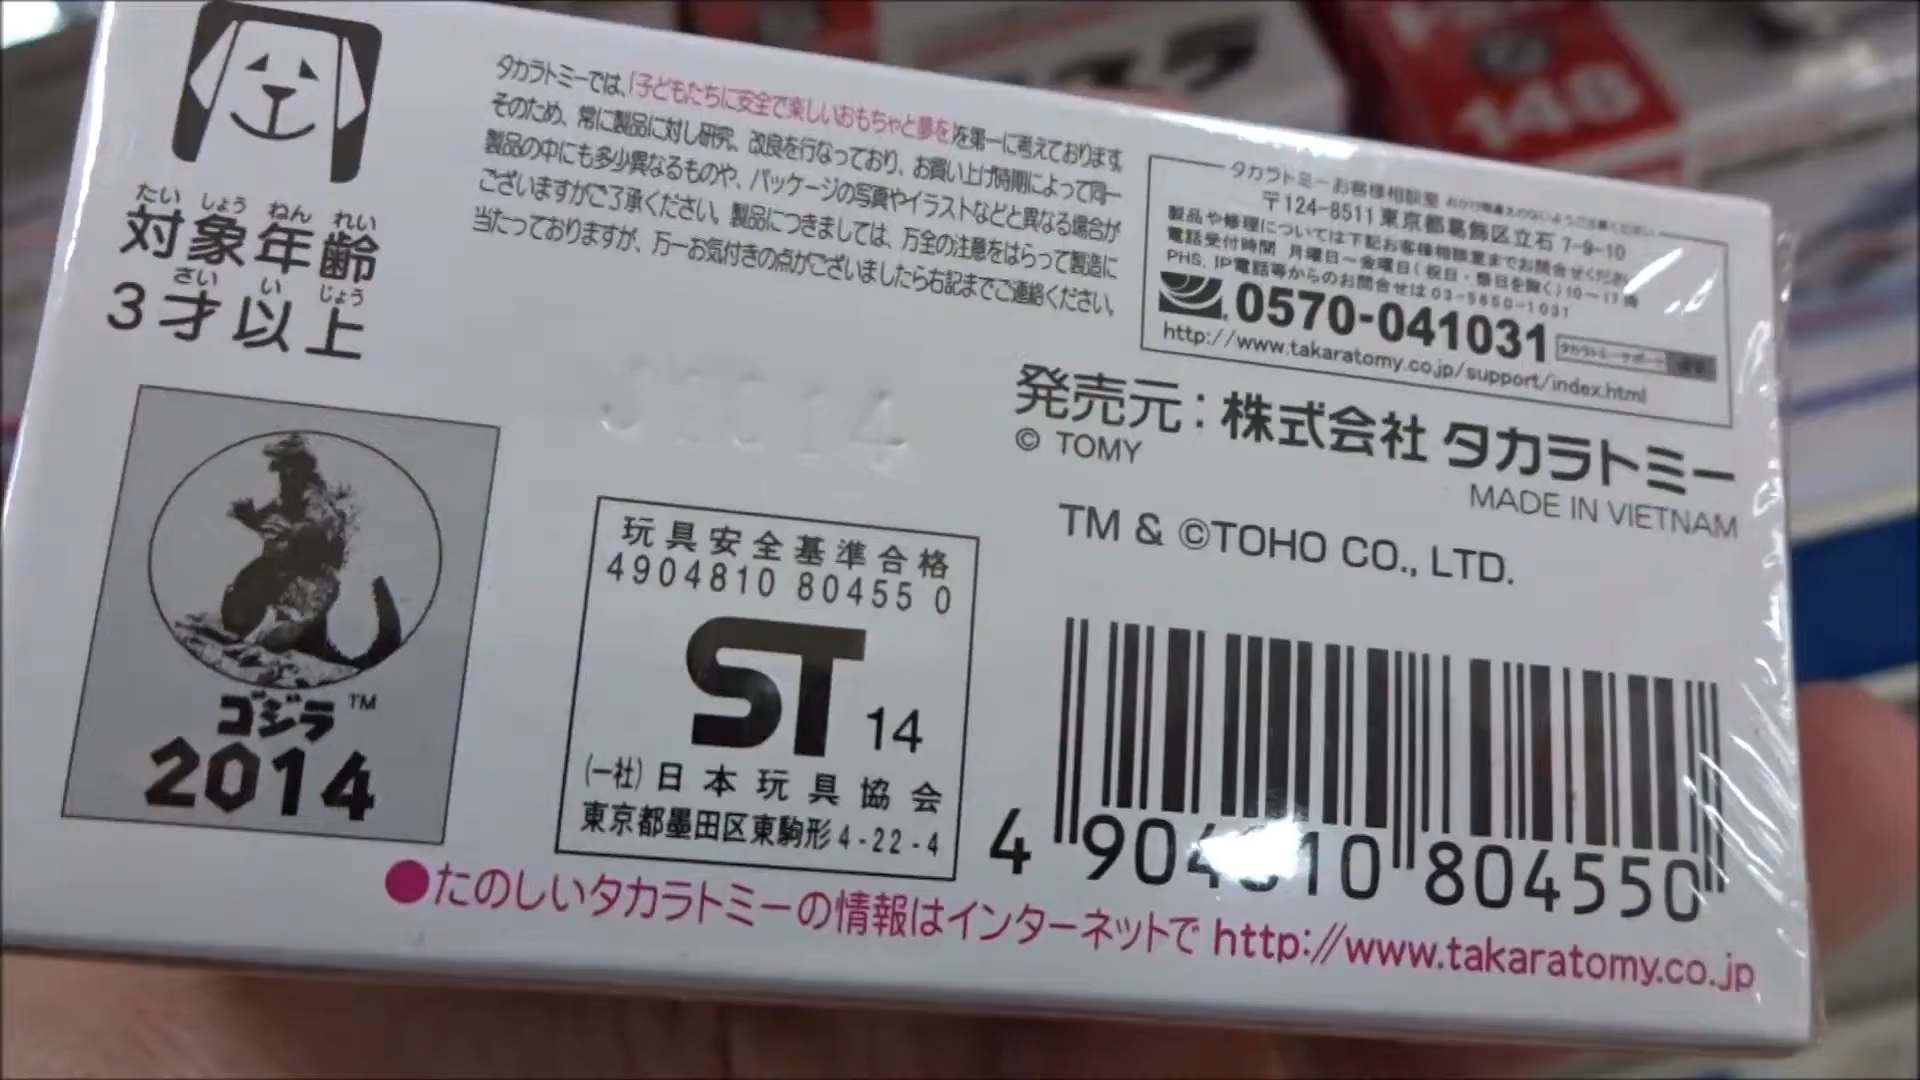 たい しょう ねん れい
対象年齢
さい い じょう
3才以上
タカラトミーでは、「子どもたちに安全で楽しいおもちゃと夢を」を第一に考えております。
そのため、常に製品に対し研究、改良を行なっており、お買い上げ時期によって同一
製品の中にも多少異なるものや、パッケージの写真やイラストなどと異なる場合が
ございますがご了承ください。製品につきましては、万全の注意をはらって製造に
当たっておりますが、万一お気付きの点がございましたら右記までご連絡ください。
タカラトミーお客様相談室
〒124-8511 東京都葛飾区立石 7-9-10
製品や修理については下記お客様相談室までお問合せください
電話受付時間 月曜日〜金曜日(祝日・祭日を除く)10〜17時
PHS、IP電話等からのお問合せは 03-5650-1031
0570-041031 タカラトミーサポート
http://www.takaratomy.co.jp/support/index.html
発売元:株式会社 タカラトミー
© TOMY
MADE IN VIETNAM
TM & ©TOHO CO., LTD.
ゴジラ™
2014
玩具安全基準合格
4904810 80455 0
ST 14
(一社)日本玩具協会
東京都墨田区東駒形4-22-4
4 904810 804550
●たのしいタカラトミーの情報はインターネットで http://www.takaratomy.co.jp
148